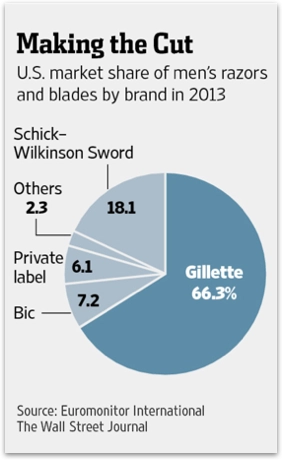 Making the Cut
U.S. market share of men's razors
and blades by brand in 2013
Schick–
Wilkinson Sword
18.1
Others
2.3
Private
label
6.1
Bic
7.2
Gillette
66.3%
Source: Euromonitor International
The Wall Street Journal